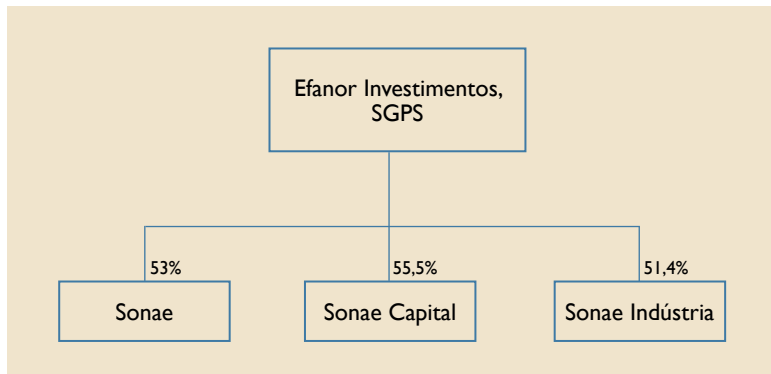 Efanor Investimentos,
SGPS
53%
55,5%
51,4%
Sonae
Sonae Capital
Sonae Indústria